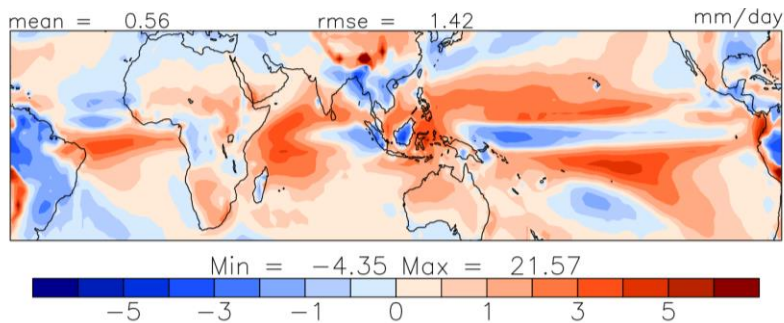 mean = 0.56 rmse = 1.42 mm/day
Min = -4.35 Max = 21.57
-5 -3 -1 0 1 3 5